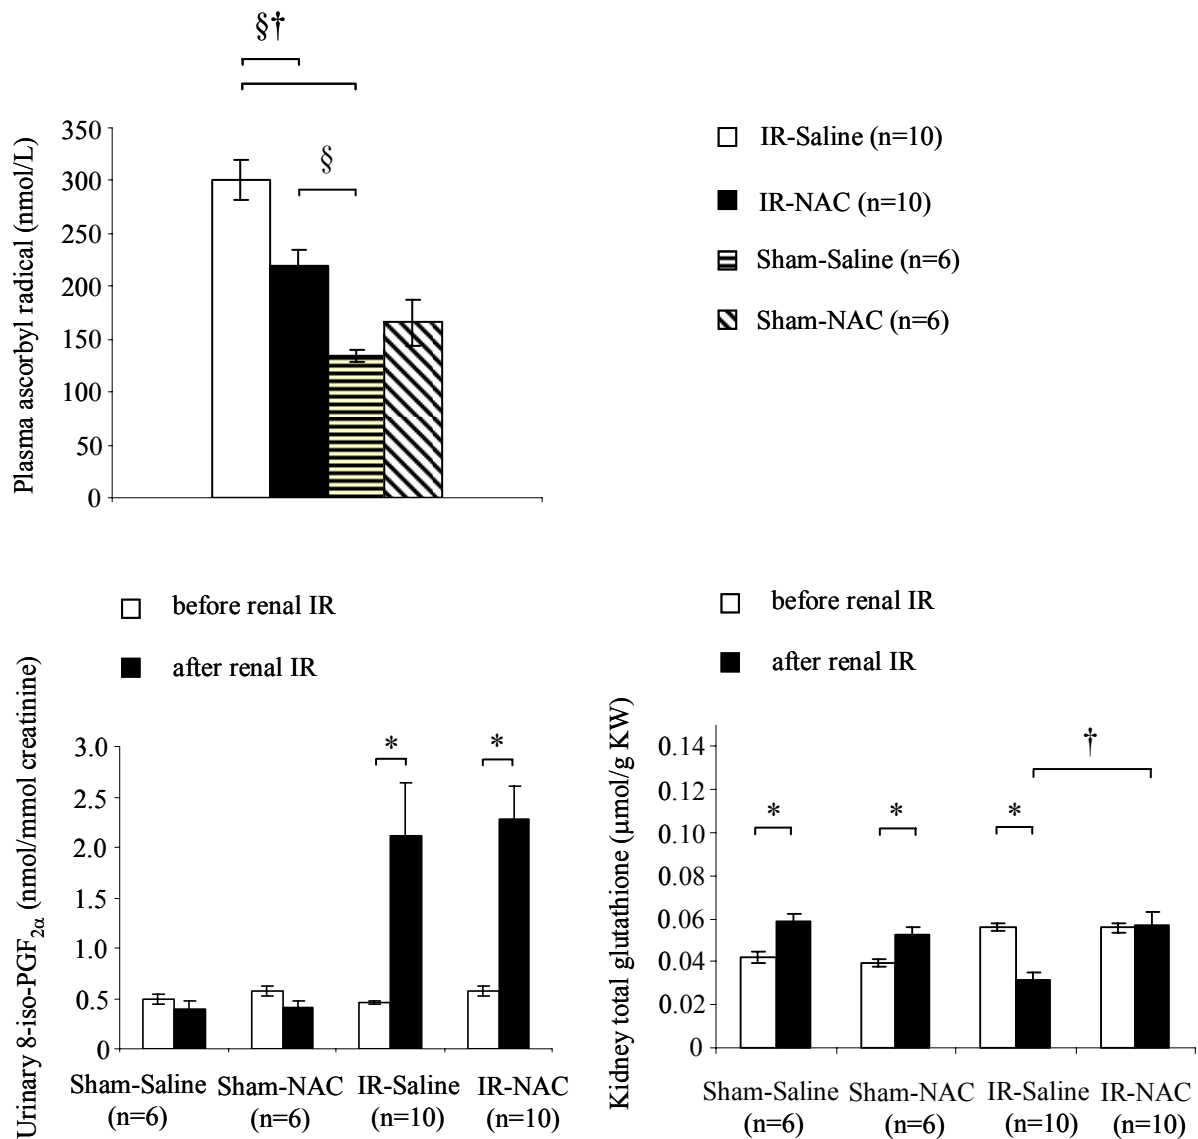 §†
§
Plasma ascorbyl radical (nmol/L)
350
300
250
200
150
100
50
0
IR-Saline (n=10)
IR-NAC (n=10)
Sham-Saline (n=6)
Sham-NAC (n=6)
before renal IR
after renal IR
Urinary 8-iso-PGF2α (nmol/mmol creatinine)
3.0
2.5
2.0
1.5
1.0
0.5
0
*
*
Sham-Saline
(n=6)
Sham-NAC
(n=6)
IR-Saline
(n=10)
IR-NAC
(n=10)
before renal IR
after renal IR
Kidney total glutathione (μmol/g KW)
0.14
0.12
0.10
0.08
0.06
0.04
0.02
0
*
*
*
†
Sham-Saline
(n=6)
Sham-NAC
(n=6)
IR-Saline
(n=10)
IR-NAC
(n=10)